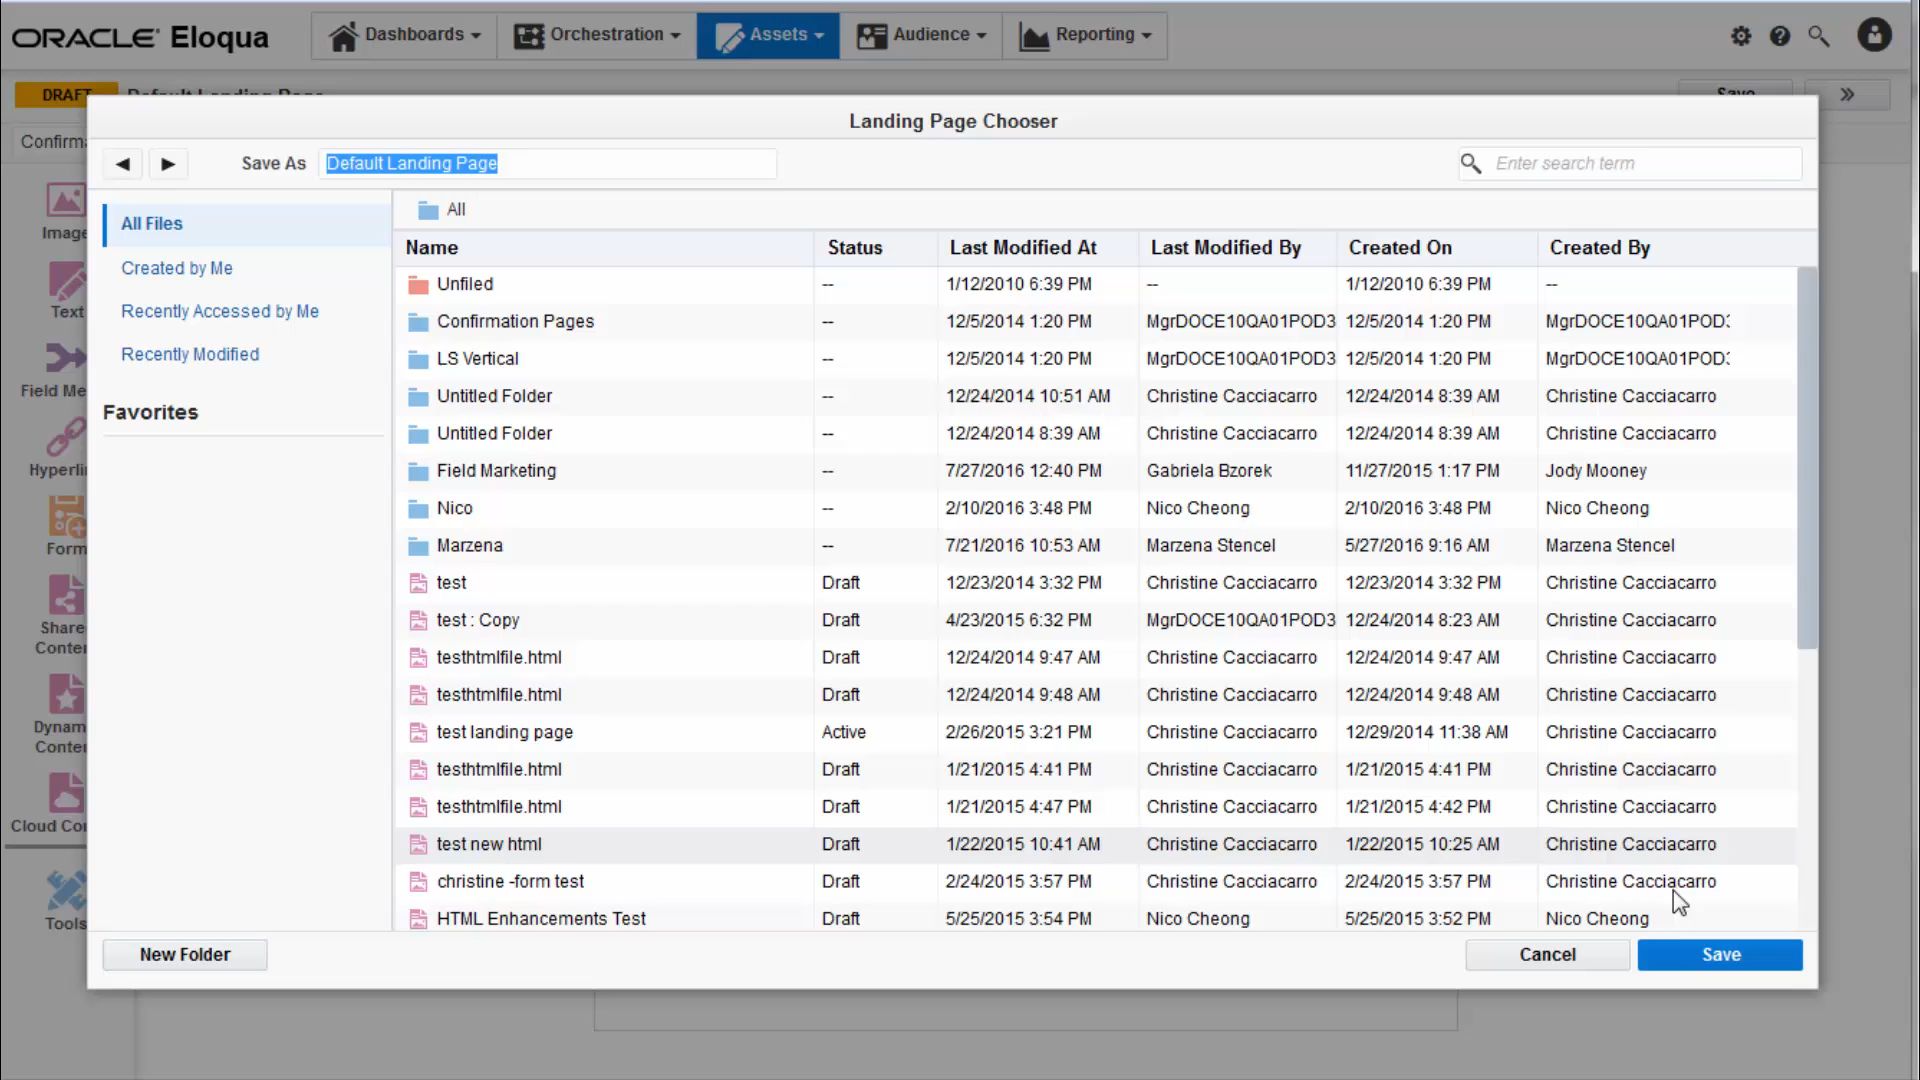 ORACLE Eloqua
Dashboards
Orchestration
Assets
Audience
Reporting
DRAFT Default Landing Page
Save
Landing Page Chooser
Save As Default Landing Page
Enter search term
All Files
Created by Me
Recently Accessed by Me
Recently Modified
Favorites
All
Name Status Last Modified At Last Modified By Created On Created By
Unfiled -- 1/12/2010 6:39 PM -- 1/12/2010 6:39 PM --
Confirmation Pages -- 12/5/2014 1:20 PM MgrDOCE10QA01POD3 12/5/2014 1:20 PM MgrDOCE10QA01POD
LS Vertical -- 12/5/2014 1:20 PM MgrDOCE10QA01POD3 12/5/2014 1:20 PM MgrDOCE10QA01POD
Untitled Folder -- 12/24/2014 10:51 AM Christine Cacciacarro 12/24/2014 8:39 AM Christine Cacciacarro
Untitled Folder -- 12/24/2014 8:39 AM Christine Cacciacarro 12/24/2014 8:39 AM Christine Cacciacarro
Field Marketing -- 7/27/2016 12:40 PM Gabriela Bzorek 11/27/2015 1:17 PM Jody Mooney
Nico -- 2/10/2016 3:48 PM Nico Cheong 2/10/2016 3:48 PM Nico Cheong
Marzena -- 7/21/2016 10:53 AM Marzena Stencel 5/27/2016 9:16 AM Marzena Stencel
test Draft 12/23/2014 3:32 PM Christine Cacciacarro 12/23/2014 3:32 PM Christine Cacciacarro
test : Copy Draft 4/23/2015 6:32 PM MgrDOCE10QA01POD3 12/24/2014 8:23 AM Christine Cacciacarro
testhtmlfile.html Draft 12/24/2014 9:47 AM Christine Cacciacarro 12/24/2014 9:47 AM Christine Cacciacarro
testhtmlfile.html Draft 12/24/2014 9:48 AM Christine Cacciacarro 12/24/2014 9:48 AM Christine Cacciacarro
test landing page Active 2/26/2015 3:21 PM Christine Cacciacarro 12/29/2014 11:38 AM Christine Cacciacarro
testhtmlfile.html Draft 1/21/2015 4:41 PM Christine Cacciacarro 1/21/2015 4:41 PM Christine Cacciacarro
testhtmlfile.html Draft 1/21/2015 4:47 PM Christine Cacciacarro 1/21/2015 4:42 PM Christine Cacciacarro
test new html Draft 1/22/2015 10:41 AM Christine Cacciacarro 1/22/2015 10:25 AM Christine Cacciacarro
christine -form test Draft 2/24/2015 3:57 PM Christine Cacciacarro 2/24/2015 3:57 PM Christine Cacciacarro
HTML Enhancements Test Draft 5/25/2015 3:54 PM Nico Cheong 5/25/2015 3:52 PM Nico Cheong
New Folder
Cancel
Save
Confirma
Image
Text
Field Me
Hyperlin
Form
Share
Conte
Dynam
Conte
Cloud Co
Tools